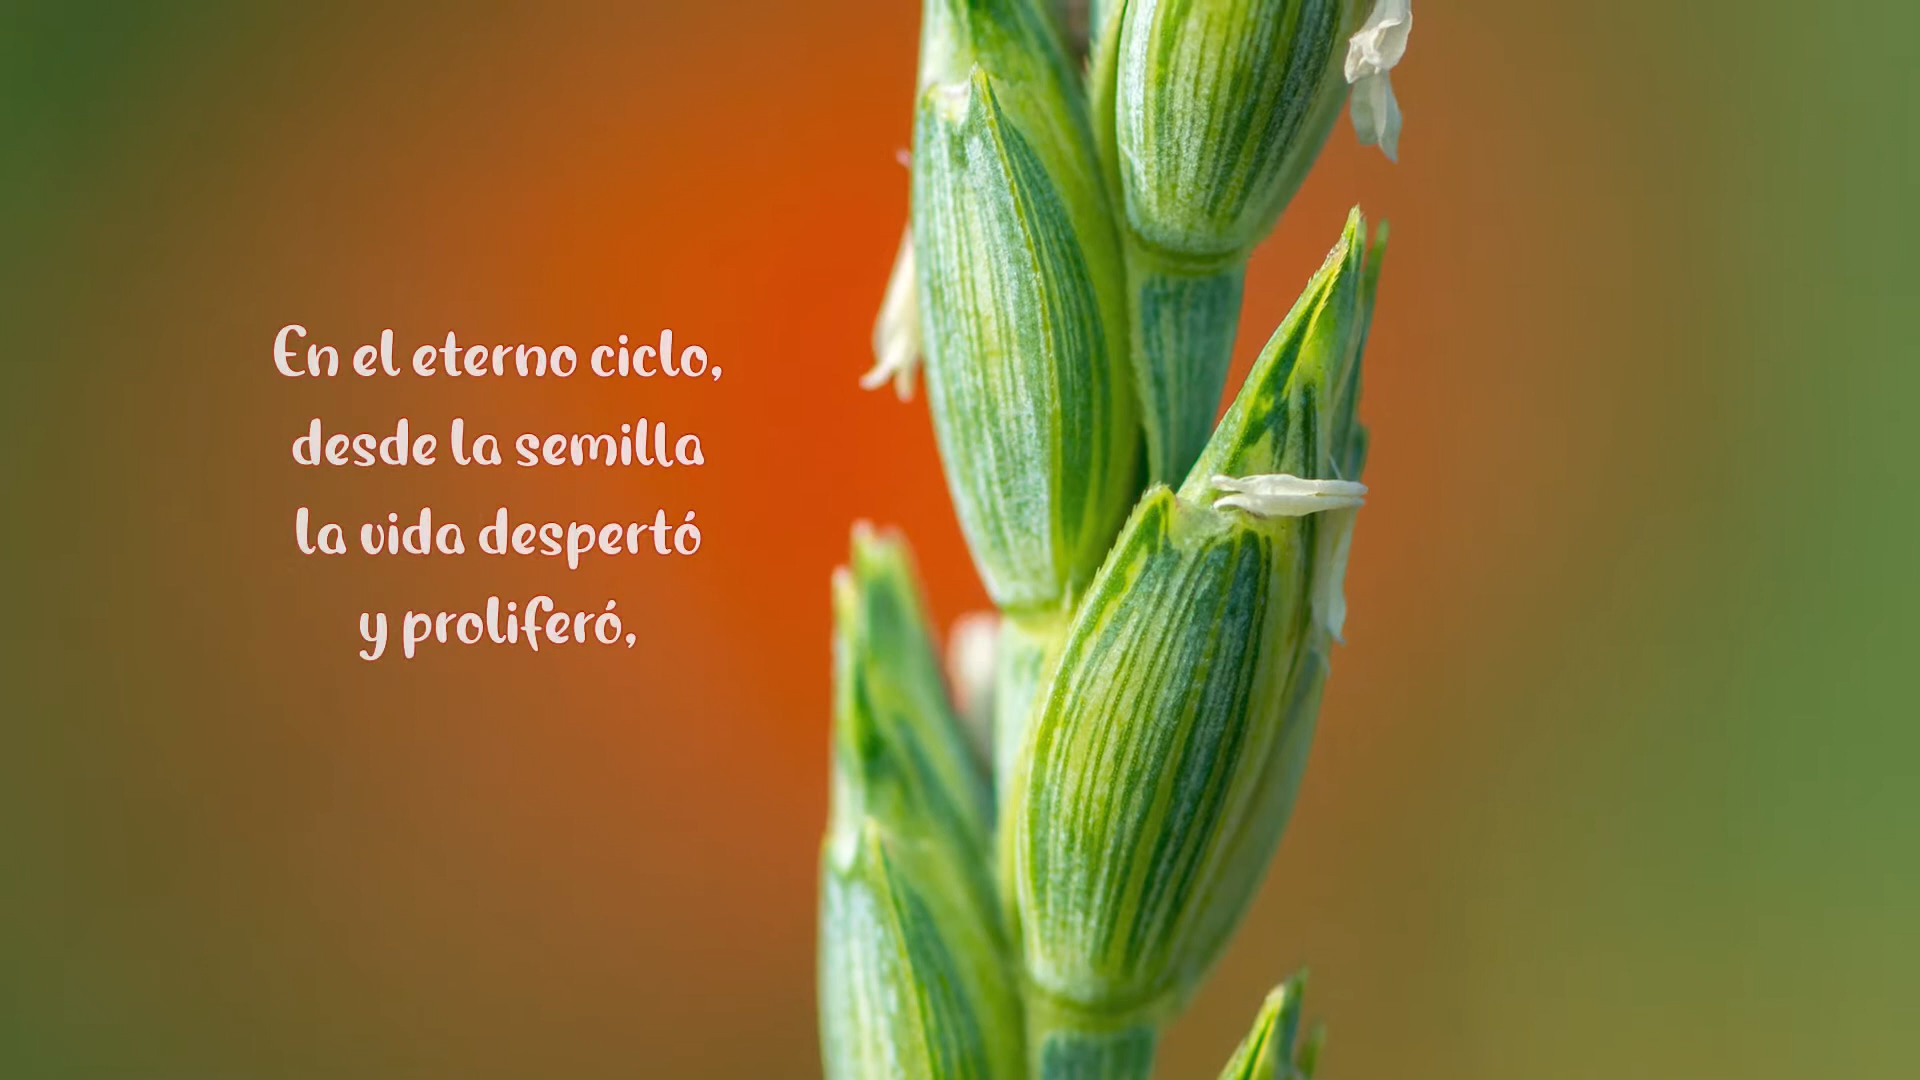 En el eterno ciclo,
desde la semilla
la vida despertó
y proliferó,